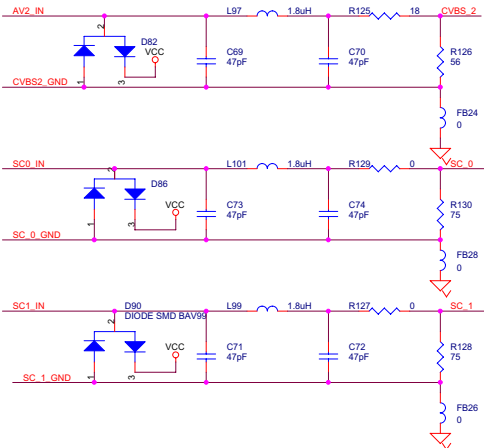 AV2_IN L97 1.8uH R125 18 CVBS_2
2 D82
VCC C69 C70 R126
47pF 47pF 56
CVBS2_GND 1 3
FB24
0
SC0_IN L101 1.8uH R129 0 SC_0
2 D86
VCC C73 C74 R130
47pF 47pF 75
SC_0_GND 1 3
FB28
0
SC1_IN D90 L99 1.8uH R127 0 SC_1
2 DIODE SMD BAV99
VCC C71 C72 R128
47pF 47pF 75
SC_1_GND 1 3
FB26
0